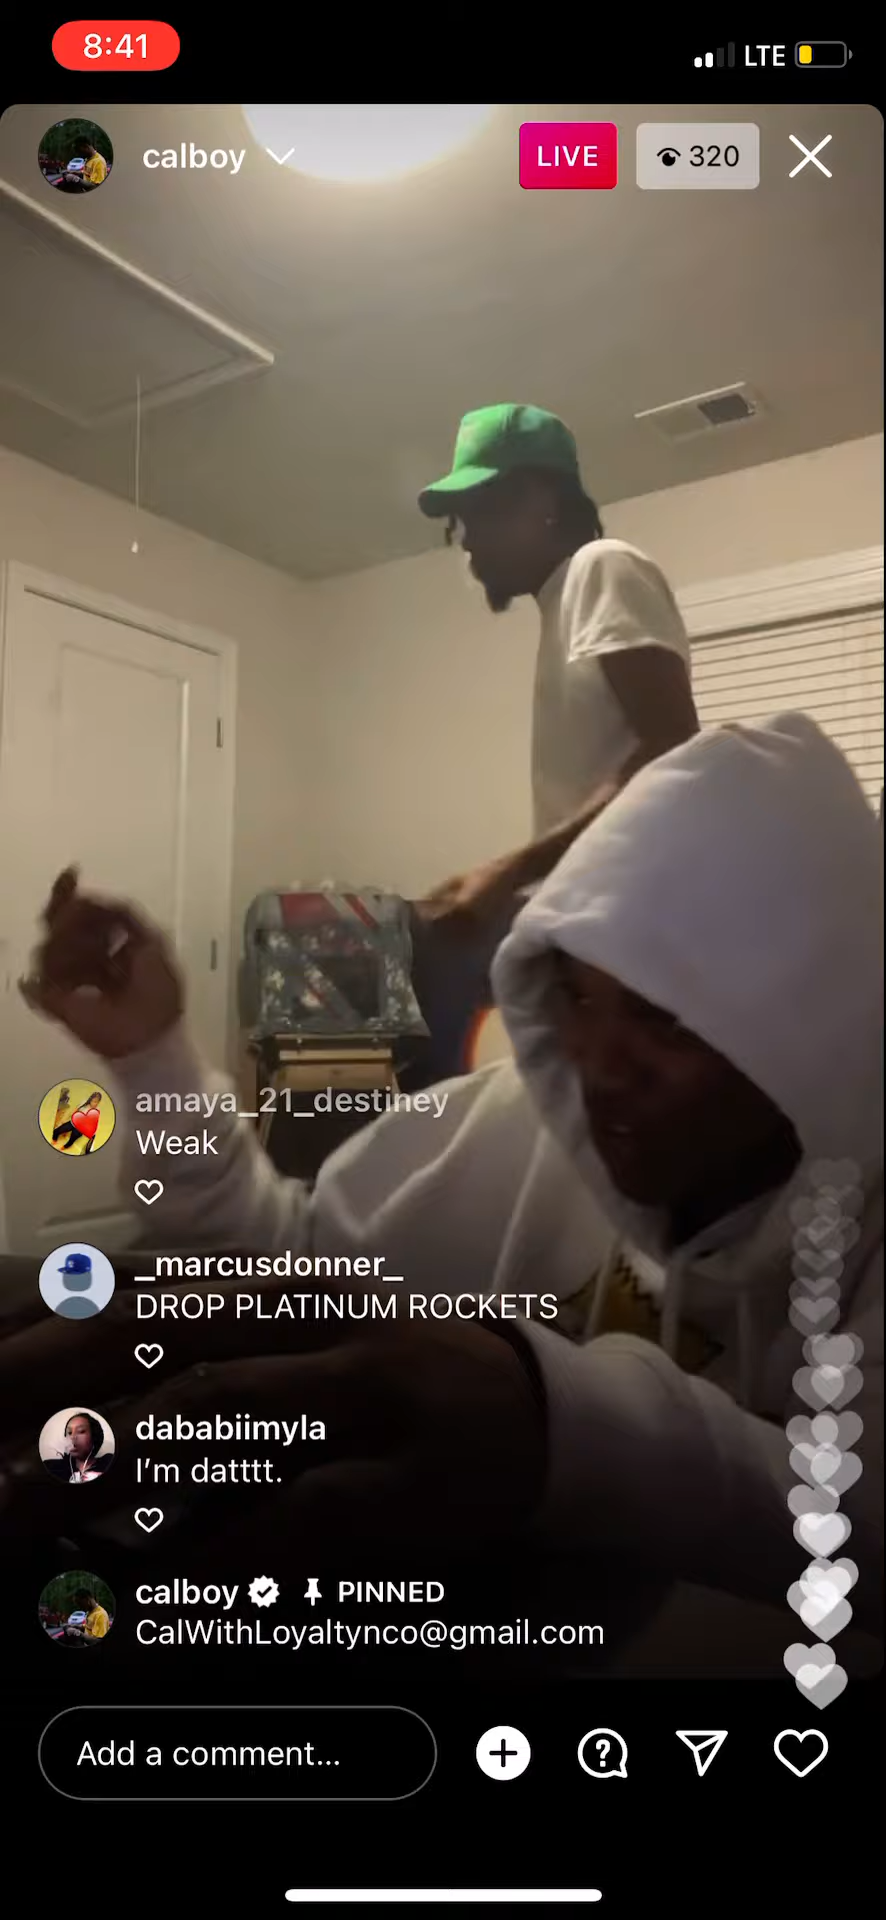 8:41
LTE
calboy
LIVE
320
amaya_21_destiney
Weak
_marcusdonner_
DROP PLATINUM ROCKETS
dababiimyla
I’m datttt.
calboy PINNED
CalWithLoyaltynco@gmail.com
Add a comment...